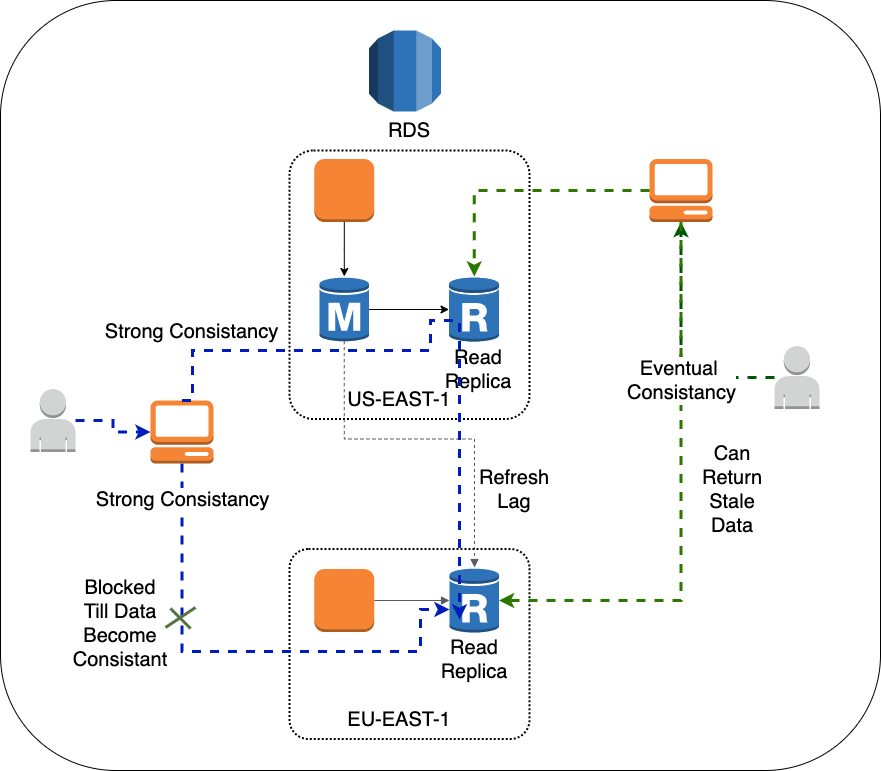 RDS
M
R
Strong Consistancy
Read
Replica
US-EAST-1
Eventual
Consistancy
Strong Consistancy
Refresh
Lag
Can
Return
Stale
Data
Blocked
Till Data
Become
Consistant
R
Read
Replica
EU-EAST-1